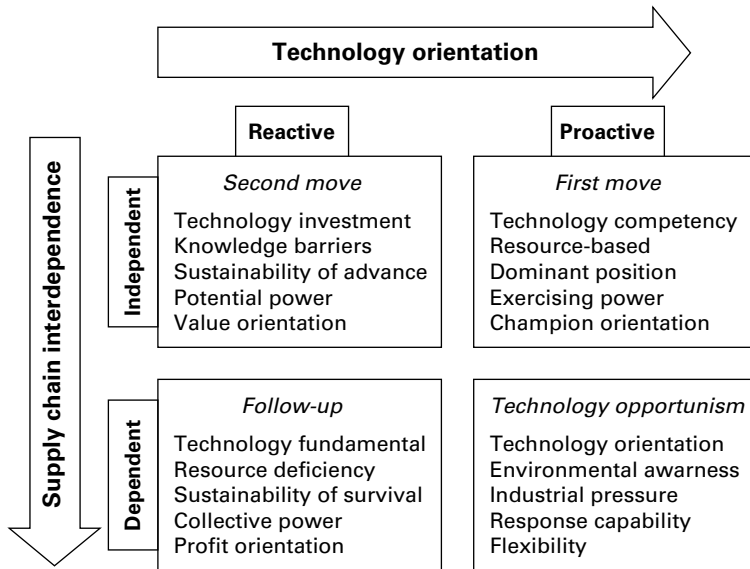 Technology orientation
Reactive
Proactive
Supply chain interdependence
Independent
Second move
Technology investment
Knowledge barriers
Sustainability of advance
Potential power
Value orientation
First move
Technology competency
Resource-based
Dominant position
Exercising power
Champion orientation
Dependent
Follow-up
Technology fundamental
Resource deficiency
Sustainability of survival
Collective power
Profit orientation
Technology opportunism
Technology orientation
Environmental awarness
Industrial pressure
Response capability
Flexibility